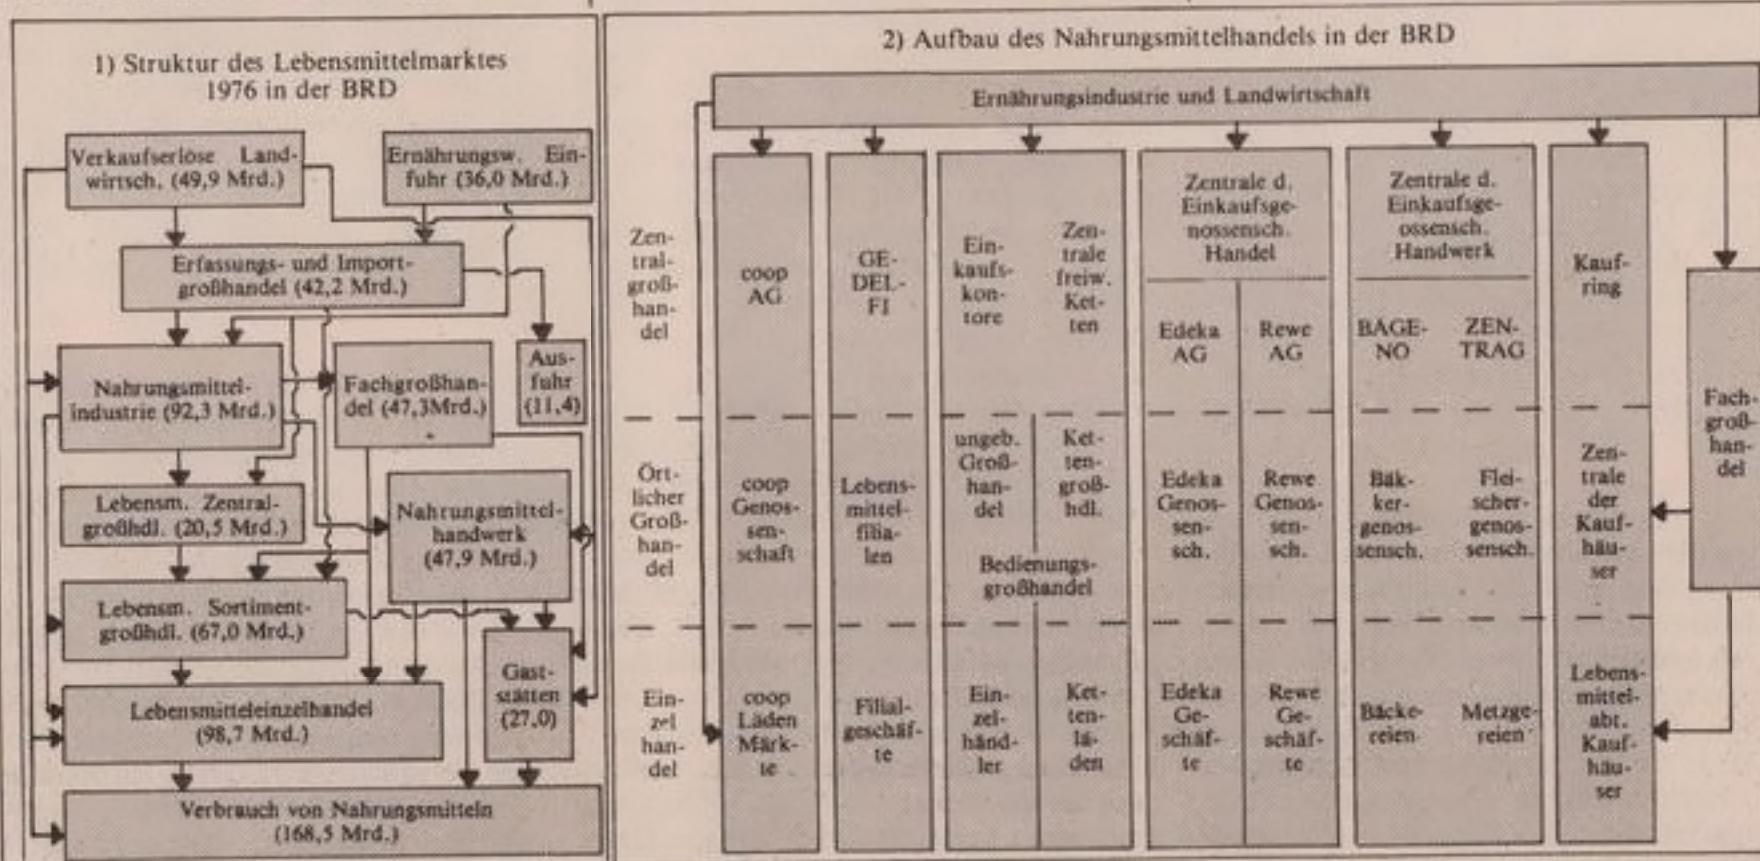 1) Struktur des Lebensmittelmarktes
1976 in der BRD
Verkaufserlöse Land-
wirtsch. (49,9 Mrd.)
Ernährungsw. Ein-
fuhr (36,0 Mrd.)
Erfassungs- und Import-
großhandel (42,2 Mrd.)
Nahrungsmittel-
industrie (92,3 Mrd.)
Fachgroßhan-
del (47,3Mrd.)
Aus-
fuhr
(11,4)
Lebensm. Zentral-
großhdl. (20,5 Mrd.)
Nahrungsmittel-
handwerk
(47,9 Mrd.)
Lebensm. Sortiment-
großhdl. (67,0 Mrd.)
Gast-
stätten
(27,0)
Lebensmitteleinzelhandel
(98,7 Mrd.)
Verbrauch von Nahrungsmitteln
(168,5 Mrd.)
2) Aufbau des Nahrungsmittelhandels in der BRD
Ernährungsindustrie und Landwirtschaft
Zen-
tral-
groß-
han-
del
coop
AG
GE-
DEL-
FI
Ein-
kaufs-
kon-
tore
Zen-
trale
freiw.
Ket-
ten
Zentrale d.
Einkaufsge-
nossensch.
Handel
Edeka
AG
Rewe
AG
Zentrale d.
Einkaufsge-
ossensch.
Handwerk
BÄGE-
NO
ZEN-
TRAG
Kauf-
ring
Fach-
groß-
han-
del
Ört-
licher
Groß-
han-
del
coop
Genos-
sen-
schaft
Lebens-
mittel-
filia-
len
ungeb.
Groß-
han-
del
Ket-
ten-
groß-
hdl.
Bedienungs-
großhandel
Edeka
Genos-
sen-
sch.
Rewe
Genos-
sen-
sch.
Bäk-
ker-
genos-
sensch.
Flei-
scher-
genos-
sensch.
Zen-
trale
der
Kauf-
häu-
ser
Ein-
zel
han-
del
coop
Läden
Märk-
te
Filial-
geschäf-
te
Ein-
zel-
händ-
ler
Ket-
ten-
lä-
den
Edeka
Ge-
schäf-
te
Rewe
Ge-
schäf-
te
Bäcke-
reien
Metzge-
reien
Lebens-
mittel-
abt.
Kauf-
häu-
ser